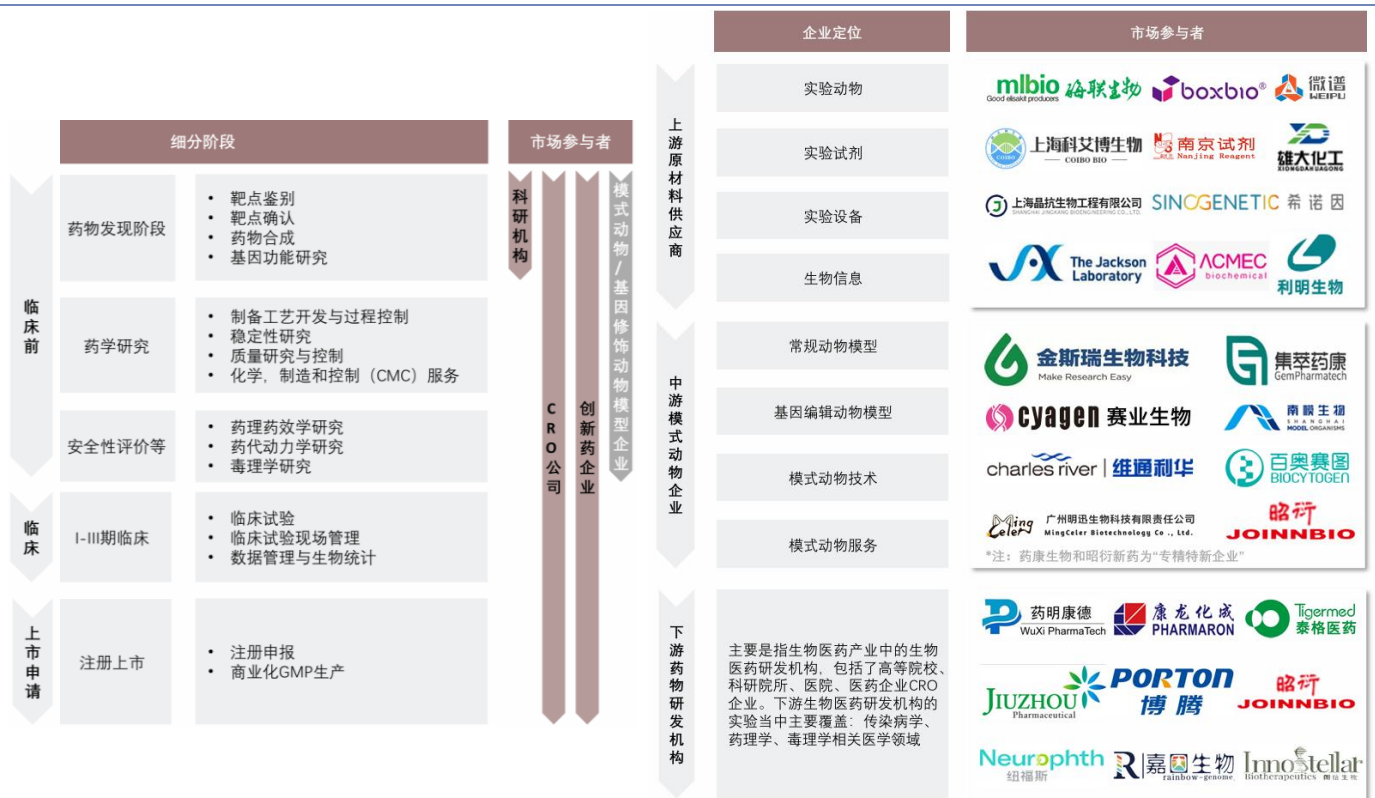 细分阶段
市场参与者
临床前
药物发现阶段
• 靶点鉴别
• 靶点确认
• 药物合成
• 基因功能研究
药学研究
• 制备工艺开发与过程控制
• 稳定性研究
• 质量研究与控制
• 化学，制造和控制（CMC）服务
安全性评价等
• 药理药效学研究
• 药代动力学研究
• 毒理学研究
临床
I-III期临床
• 临床试验
• 临床试验现场管理
• 数据管理与生物统计
上市申请
注册上市
• 注册申报
• 商业化GMP生产
科研机构
CRO公司
创新药企业
模式动物/基因修饰动物模型企业
企业定位
市场参与者
上游原材料供应商
实验动物
实验试剂
实验设备
生物信息
mlbio 海联生物
Good elisakit producers
boxbio®
微谱
WEIPU
上海科艾博生物
COIBO BIO
南京试剂
Nanjing Reagent
雄大化工
XIONGDAHUAGONG
上海晶抗生物工程有限公司
SHANGHAI JINGKANG BIOENGINEERING CO., LTD.
SINOGENETIC 希诺因
The Jackson
Laboratory
ACMEC
biochemical
利明生物
中游模式动物企业
常规动物模型
基因编辑动物模型
模式动物技术
模式动物服务
金斯瑞生物科技
Make Research Easy
集萃药康
GemPharmatech
cyagen 赛业生物
南模生物
SHANGHAI
MODEL ORGANISMS
charles river | 维通利华
百奥赛图
BIOCYTOGEN
Ming
Celer
广州明迅生物科技有限责任公司
MingCeler Biotechnology Co ., Ltd.
昭衍
JOINNBIO
*注：药康生物和昭衍新药为“专精特新企业”
下游药物研发机构
主要是指生物医药产业中的生物
医药研发机构，包括了高等院校、
科研院所、医院、医药企业CRO
企业。下游生物医药研发机构的
实验当中主要覆盖：传染病学、
药理学、毒理学相关医学领域
药明康德
WuXi PharmaTech
康龙化成
PHARMARON
Tigermed
泰格医药
JIUZHOU
Pharmaceutical
PORTON
博腾
昭衍
JOINNBIO
Neurophth
纽福斯
嘉因生物
rainbow-genome
InnoStellar
Biotherapeutics